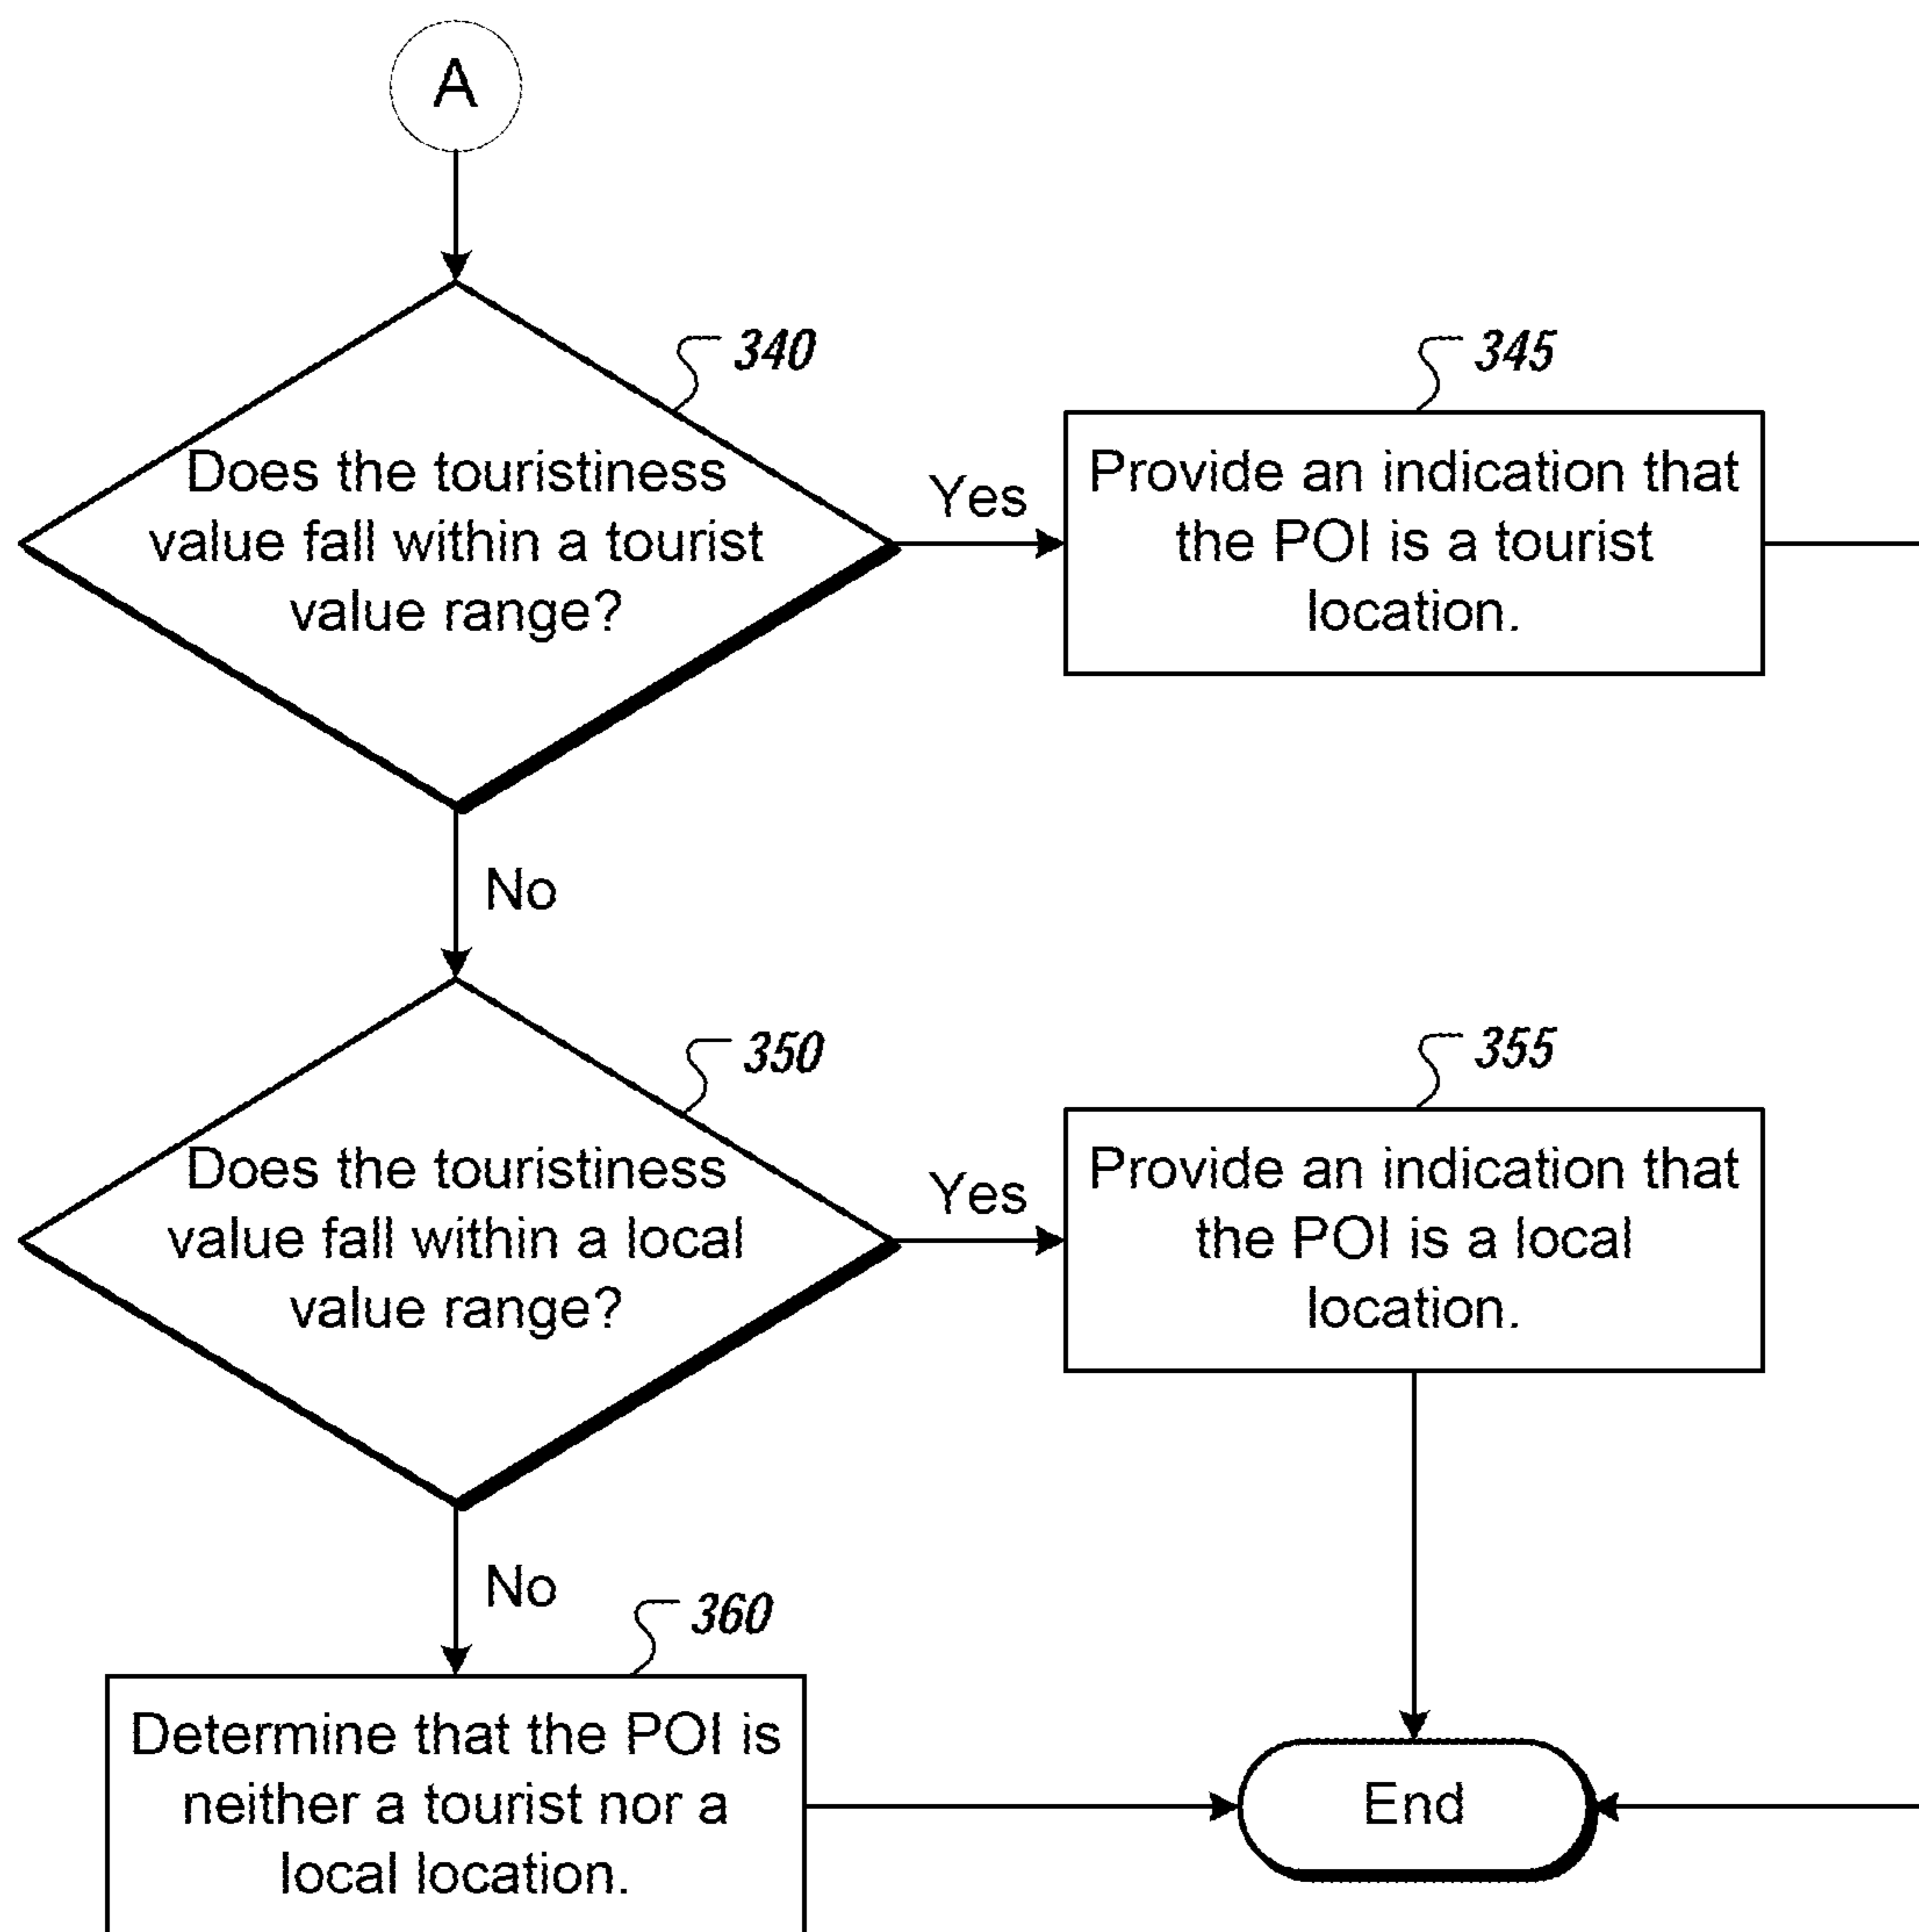 A
340
Does the touristiness
value fall within a tourist
value range?
Yes
345
Provide an indication that
the POI is a tourist
location.
No
350
Does the touristiness
value fall within a local
value range?
Yes
355
Provide an indication that
the POI is a local
location.
No
360
Determine that the POI is
neither a tourist nor a
local location.
End